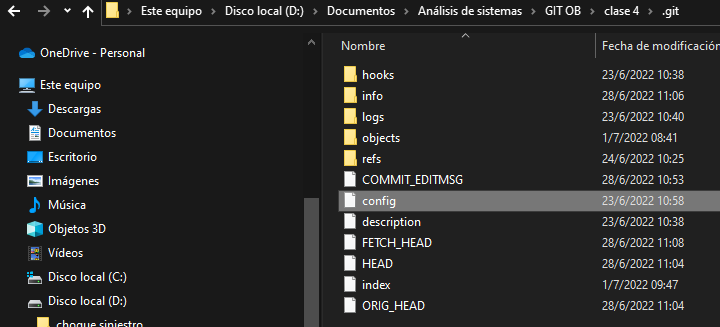 Este equipo > Disco local (D:) > Documentos > Análisis de sistemas > GIT OB > clase 4 > .git
OneDrive - Personal
Este equipo
Descargas
Documentos
Escritorio
Imágenes
Música
Objetos 3D
Vídeos
Disco local (C:)
Disco local (D:)
choque siniestro
Nombre Fecha de modificación
hooks 23/6/2022 10:38
info 28/6/2022 11:06
logs 23/6/2022 10:40
objects 1/7/2022 08:41
refs 24/6/2022 10:25
COMMIT_EDITMSG 28/6/2022 10:53
config 23/6/2022 10:58
description 23/6/2022 10:38
FETCH_HEAD 28/6/2022 11:08
HEAD 28/6/2022 11:04
index 1/7/2022 09:47
ORIG_HEAD 28/6/2022 11:04